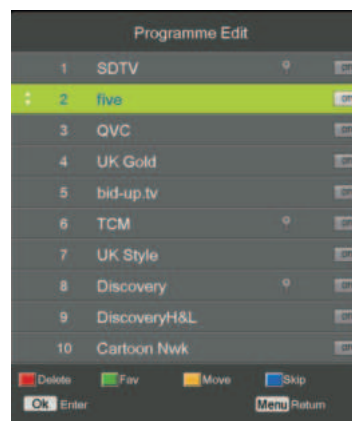 Programme Edit
1 SDTV
2 five
3 QVC
4 UK Gold
5 bid-up.tv
6 TCM
7 UK Style
8 Discovery
9 DiscoveryH&L
10 Cartoon Nwk
Delete Fav Move Skip
Ok Enter Menu Return